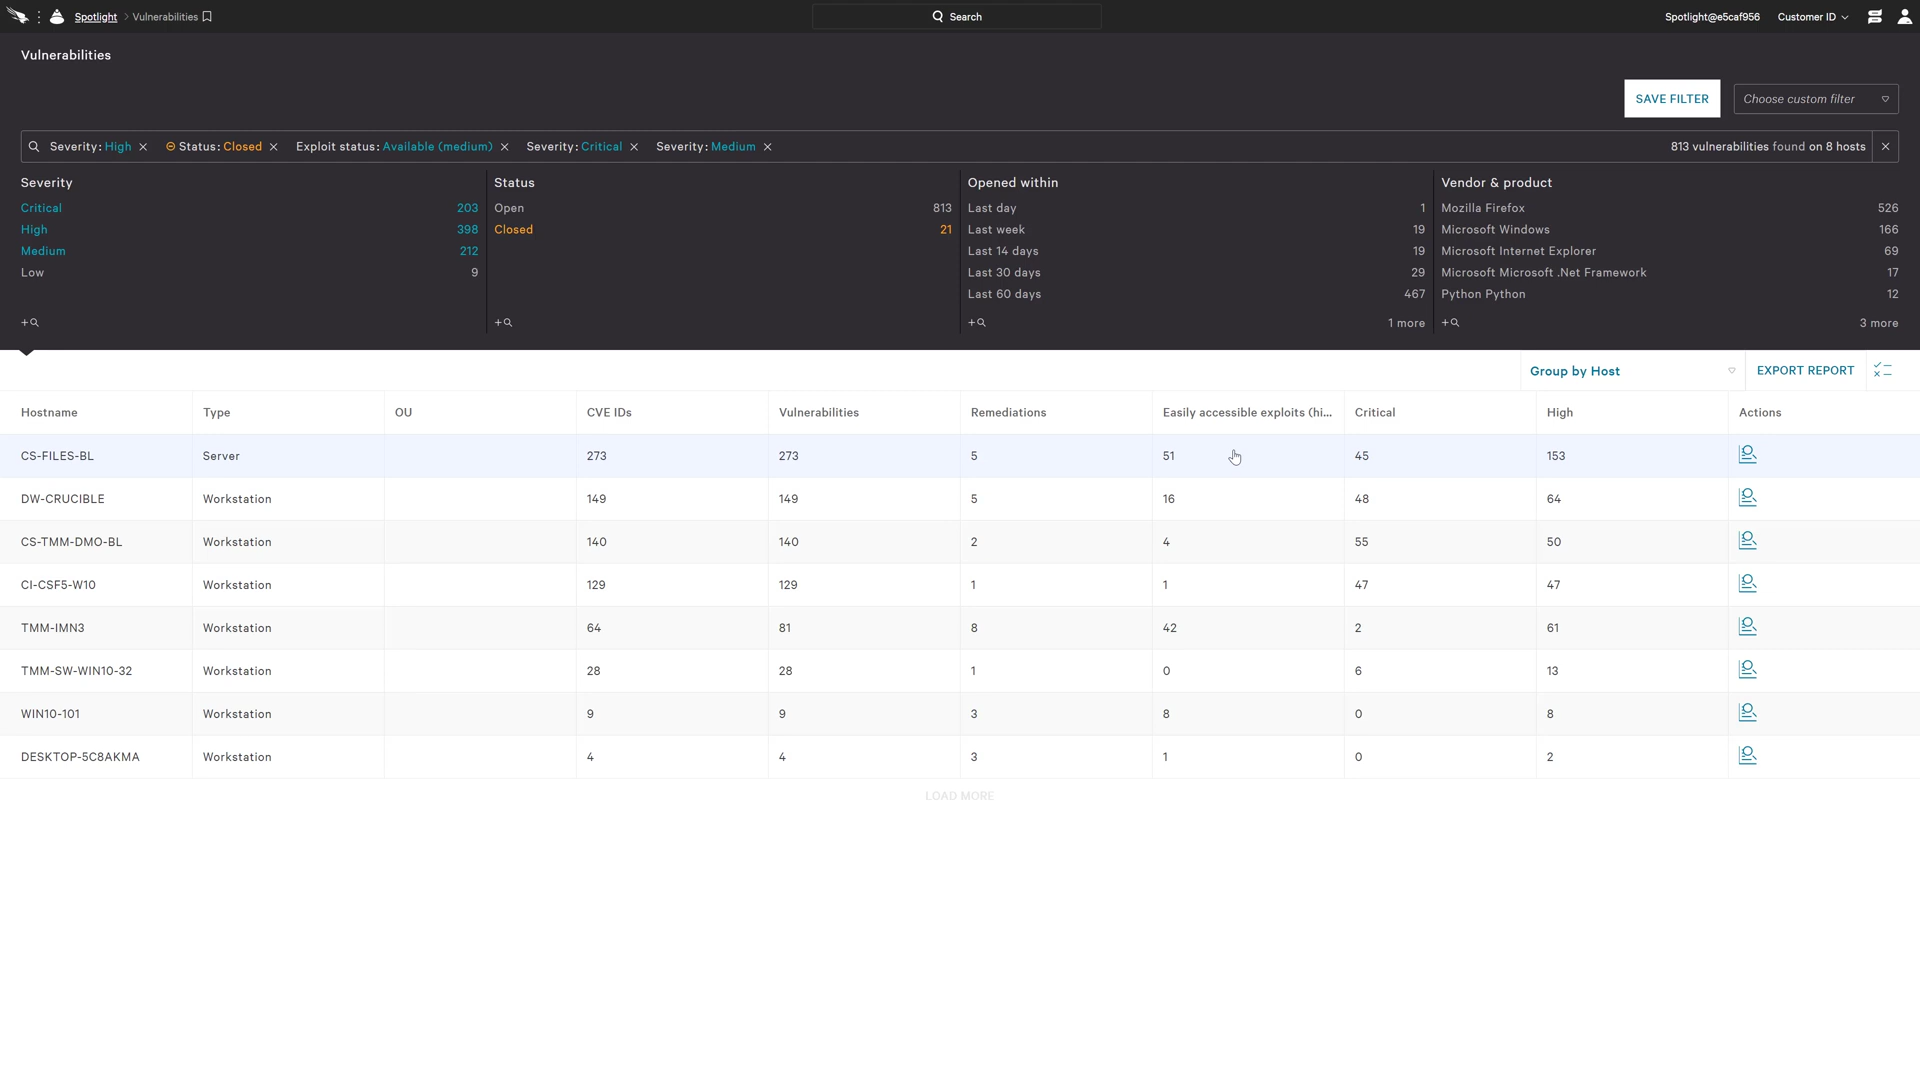 Spotlight > Vulnerabilities
Search
Spotlight@e5caf956
Customer ID
Vulnerabilities
SAVE FILTER
Choose custom filter
Severity: High × Status: Closed × Exploit status: Available (medium) × Severity: Critical × Severity: Medium ×
813 vulnerabilities found on 8 hosts ×
Severity
Critical 203
High 398
Medium 212
Low 9
+
Status
Open 813
Closed 21
+
Opened within
Last day 1
Last week 19
Last 14 days 19
Last 30 days 29
Last 60 days 467
+ 1 more
Vendor & product
Mozilla Firefox 526
Microsoft Windows 166
Microsoft Internet Explorer 69
Microsoft Microsoft .Net Framework 17
Python Python 12
+ 3 more
Group by Host
EXPORT REPORT
Hostname Type OU CVE IDs Vulnerabilities Remediations Easily accessible exploits (hi... Critical High Actions
CS-FILES-BL Server 273 273 5 51 45 153
DW-CRUCIBLE Workstation 149 149 5 16 48 64
CS-TMM-DMO-BL Workstation 140 140 2 4 55 50
CI-CSF5-W10 Workstation 129 129 1 1 47 47
TMM-IMN3 Workstation 64 81 8 42 2 61
TMM-SW-WIN10-32 Workstation 28 28 1 0 6 13
WIN10-101 Workstation 9 9 3 8 0 8
DESKTOP-5C8AKMA Workstation 4 4 3 1 0 2
LOAD MORE